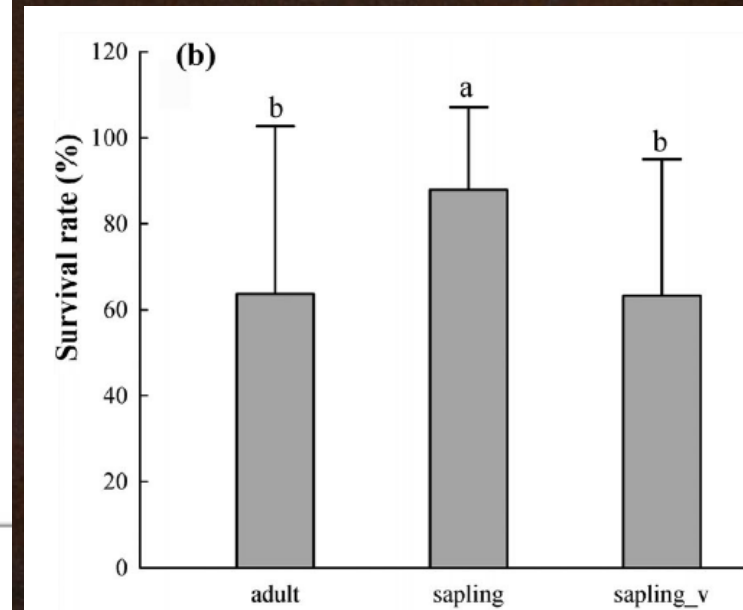 (b)
Survival rate (%)
120
100
80
60
40
20
0
b
a
b
adult
sapling
sapling_v